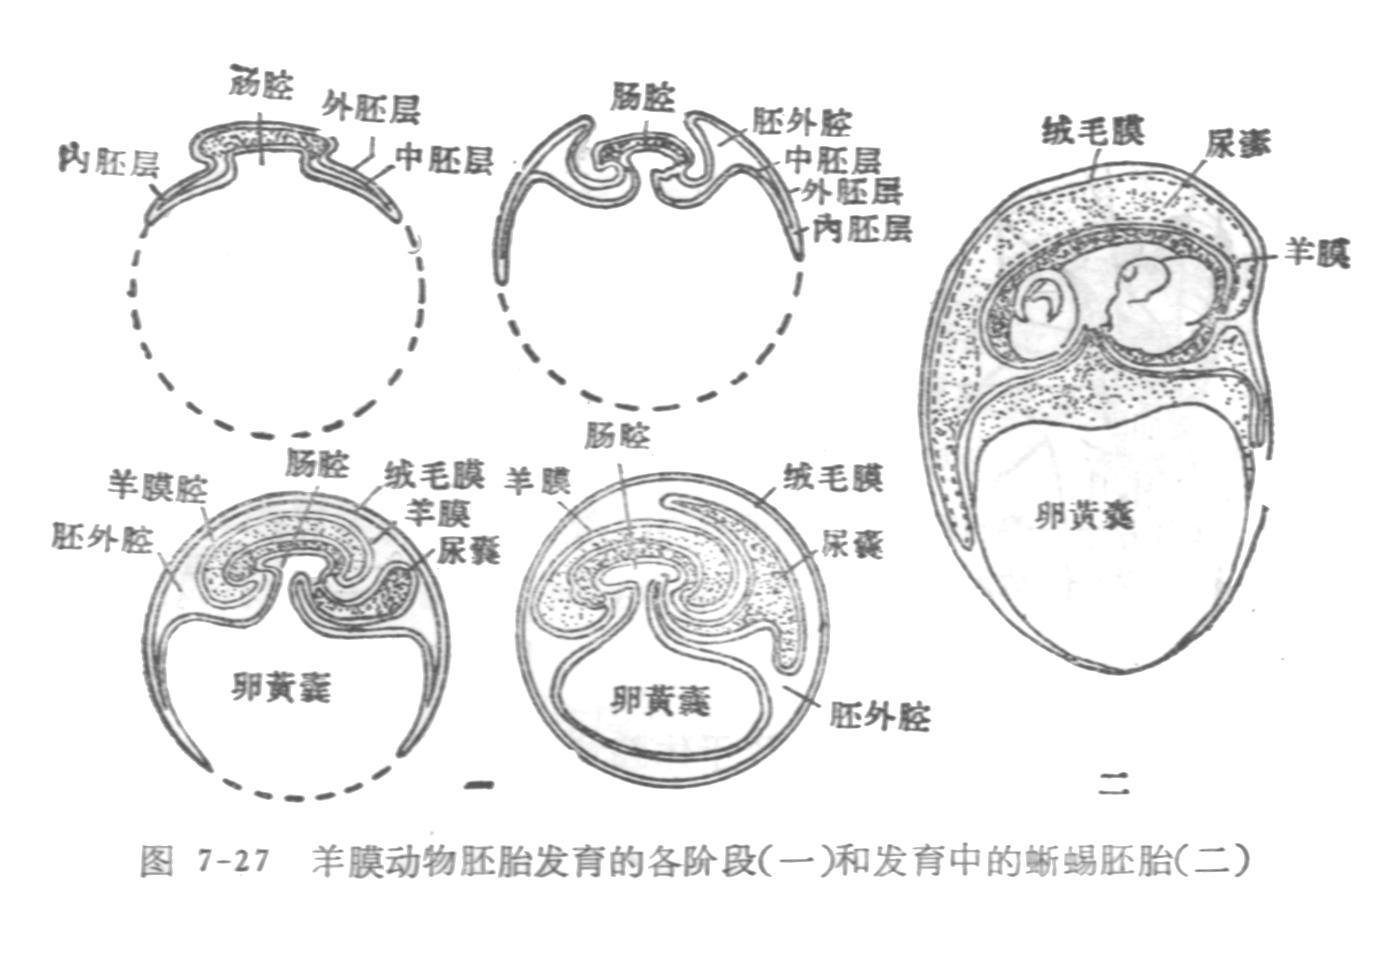 肠腔
外胚层
内胚层
中胚层
肠腔
胚外腔
中胚层
外胚层
内胚层
绒毛膜
尿囊
羊膜
卵黄囊
肠腔
绒毛膜
羊膜腔
羊膜
胚外腔
尿囊
卵黄囊
肠腔
羊膜
绒毛膜
尿囊
卵黄囊
胚外腔
一
二
图 7-27 羊膜动物胚胎发育的各阶段(一)和发育中的蜥蜴胚胎(二)